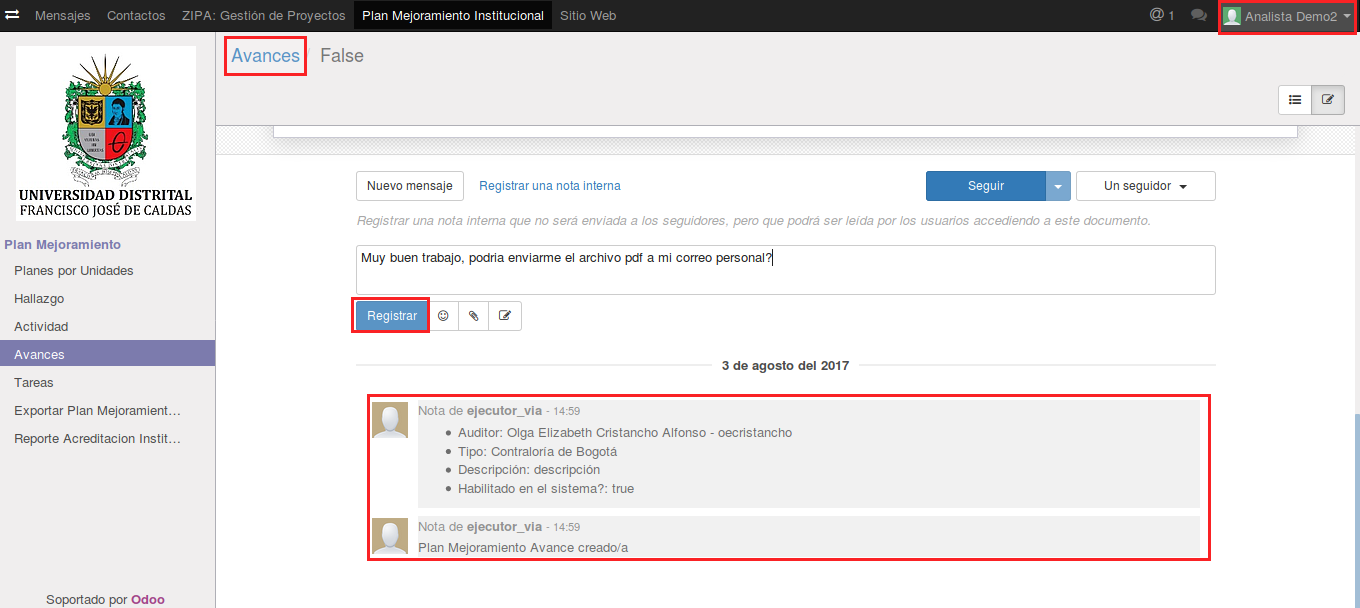 Mensajes Contactos ZIPA: Gestión de Proyectos Plan Mejoramiento Institucional Sitio Web @ 1 Analista Demo2
Avances / False
UNIVERSIDAD DISTRITAL
FRANCISCO JOSÉ DE CALDAS
Plan Mejoramiento
Planes por Unidades
Hallazgo
Actividad
Avances
Tareas
Exportar Plan Mejoramient...
Reporte Acreditacion Instit...
Soportado por Odoo
Nuevo mensaje Registrar una nota interna Seguir Un seguidor
Registrar una nota interna que no será enviada a los seguidores, pero que podrá ser leída por los usuarios accediendo a este documento.
Muy buen trabajo, podria enviarme el archivo pdf a mi correo personal?
Registrar
3 de agosto del 2017
Nota de ejecutor_via - 14:59
• Auditor: Olga Elizabeth Cristancho Alfonso - oecristancho
• Tipo: Contraloría de Bogotá
• Descripción: descripción
• Habilitado en el sistema?: true
Nota de ejecutor_via - 14:59
Plan Mejoramiento Avance creado/a